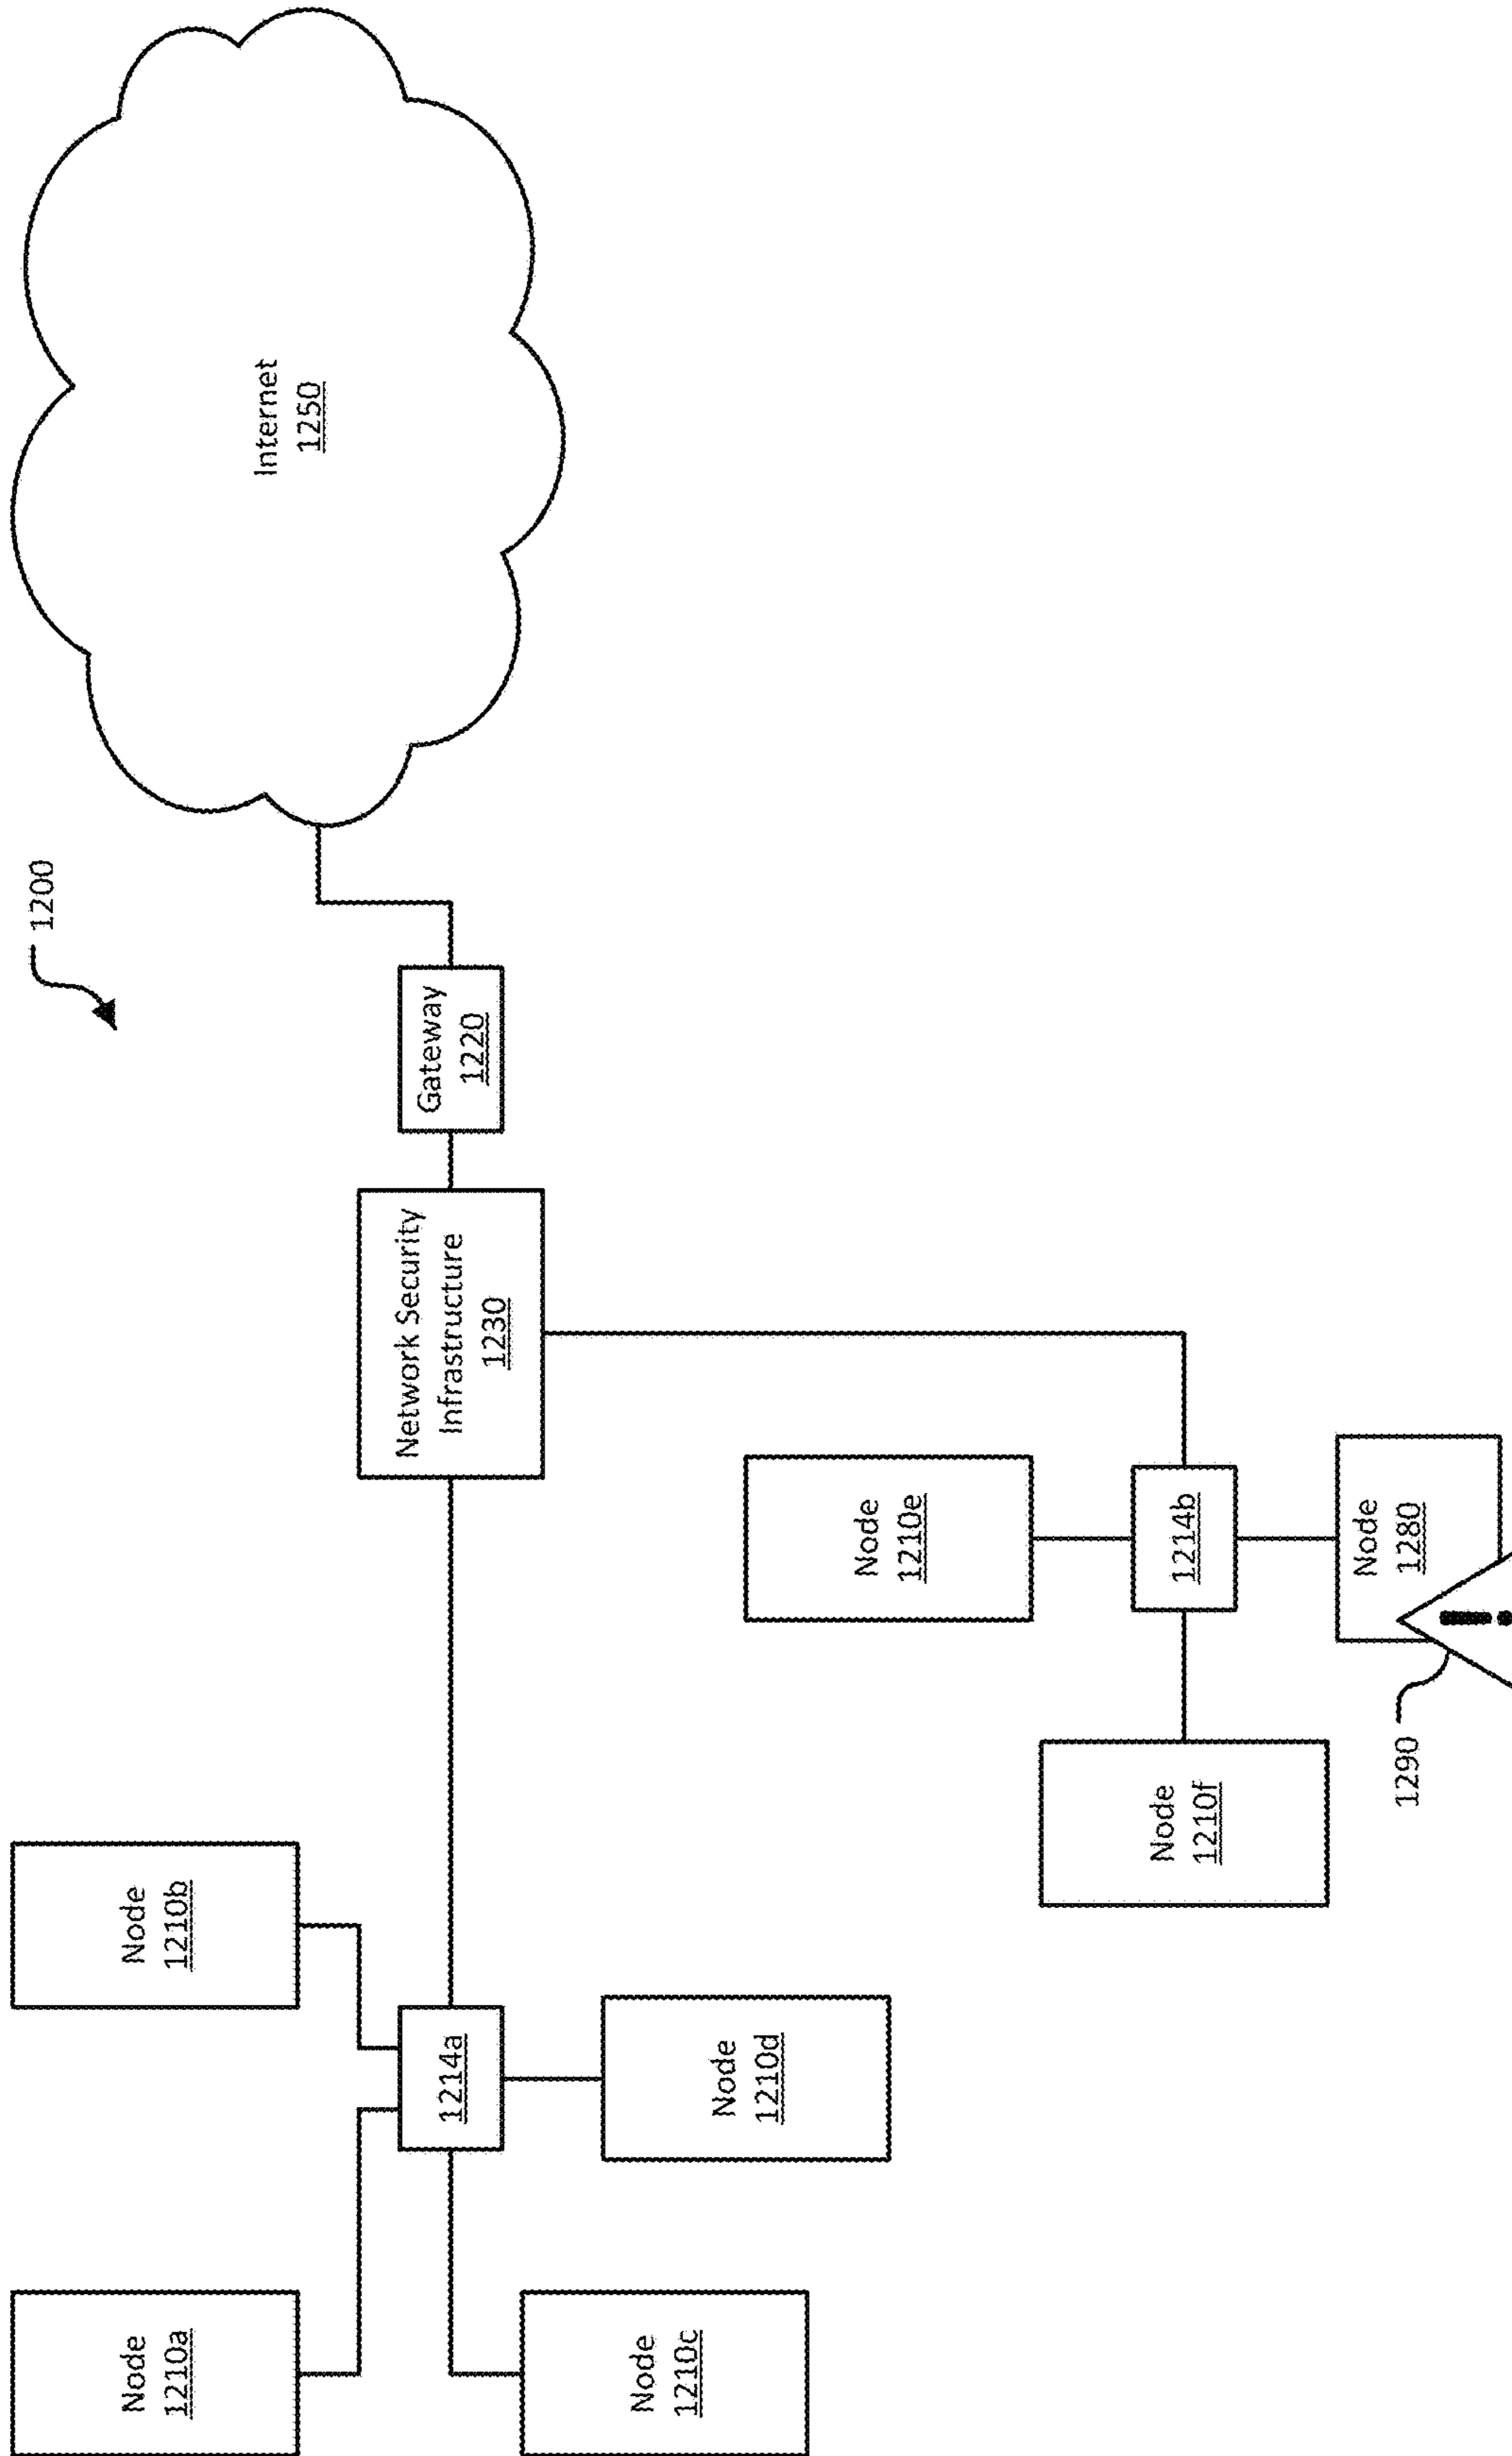 1200
Node
1210a
Node
1210b
1214a
Node
1210c
Node
1210d
Network Security
Infrastructure
1230
Gateway
1220
Internet
1250
Node
1210e
Node
1210f
1214b
Node
1280
!
1290